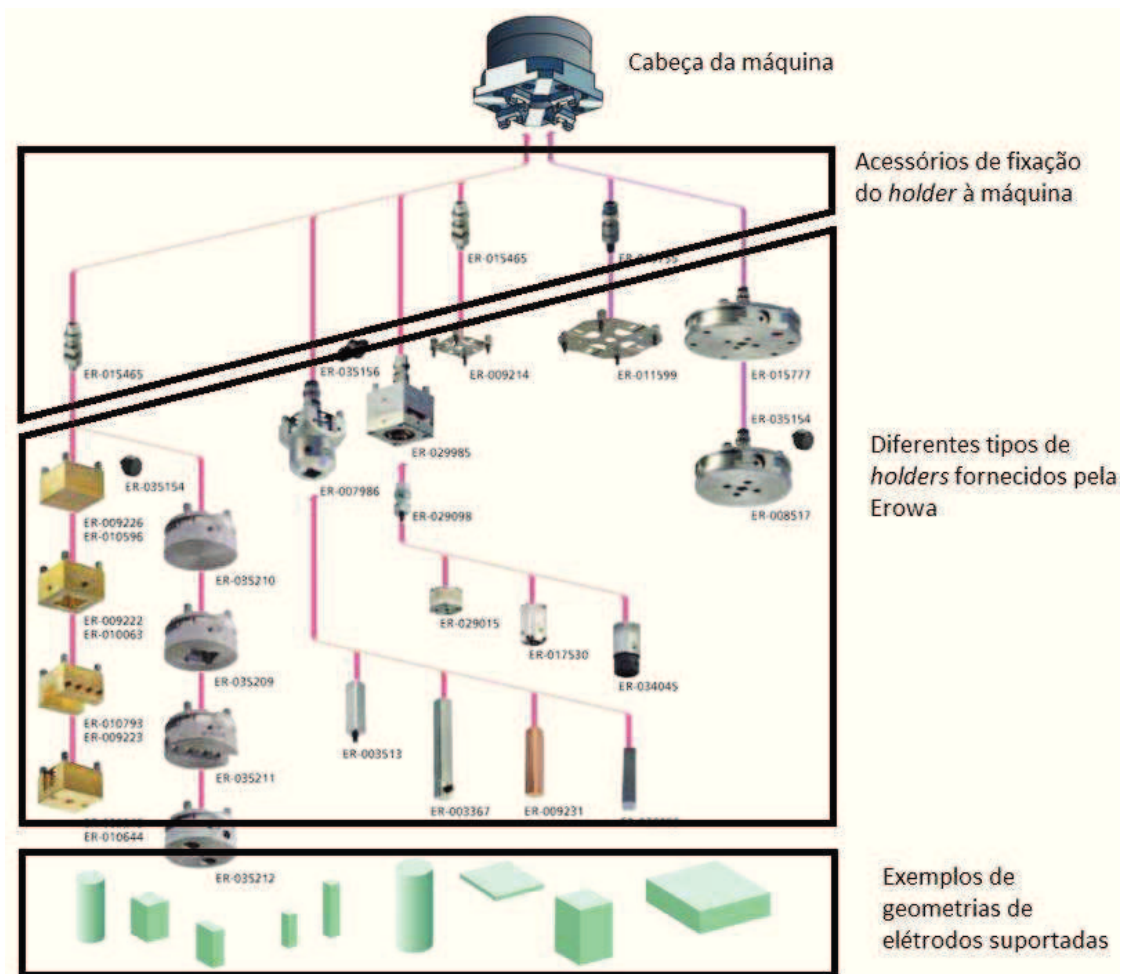 Cabeça da máquina
Acessórios de fixação
do holder à máquina
ER-015465
ER-015465
ER-035156
ER-009214
ER-011599
ER-015777
ER-035154
ER-008517
Diferentes tipos de
holders fornecidos pela
Erowa
ER-035154
ER-007986
ER-029985
ER-029098
ER-009226
ER-010596
ER-035210
ER-009222
ER-010063
ER-029015
ER-017530
ER-034045
ER-035209
ER-010793
ER-009223
ER-035211
ER-003513
ER-003367
ER-009231
ER-010644
ER-035212
Exemplos de
geometrias de
elétrodos suportadas